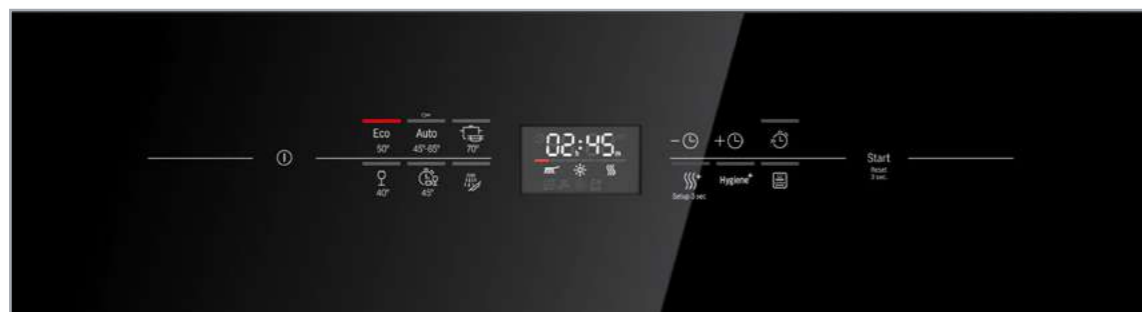 Eco
50°
Auto
45°-65°
70°
40°
45°
02:45
Setup 3 sec
Hygiene+
Start
Reset
3 sec.